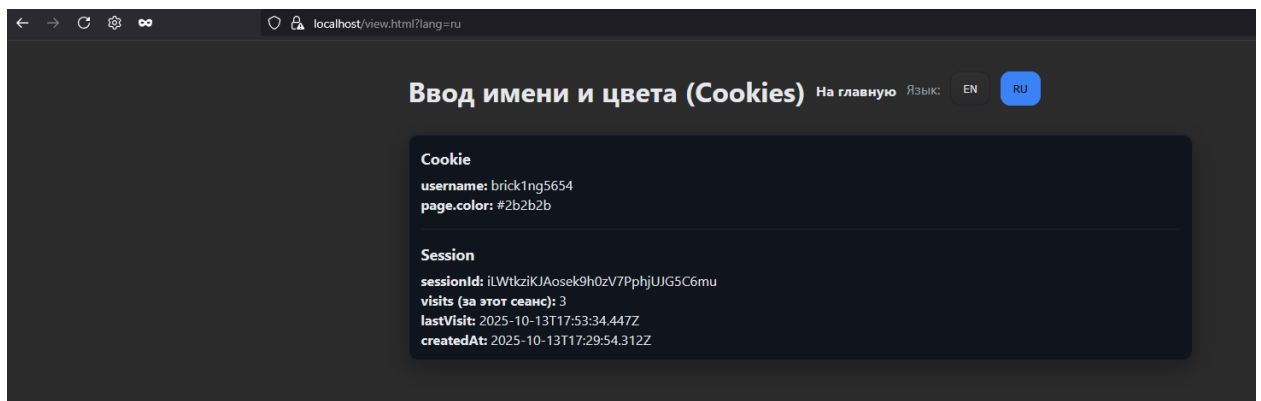 localhost/view.html?lang=ru
Ввод имени и цвета (Cookies) На главную Язык: EN RU
Cookie
username: brick1ng5654
page.color: #2b2b2b
Session
sessionId: iLWtkziKJAosek9h0zV7PphjUJG5C6mu
visits (за этот сеанс): 3
lastVisit: 2025-10-13T17:53:34.447Z
createdAt: 2025-10-13T17:29:54.312Z